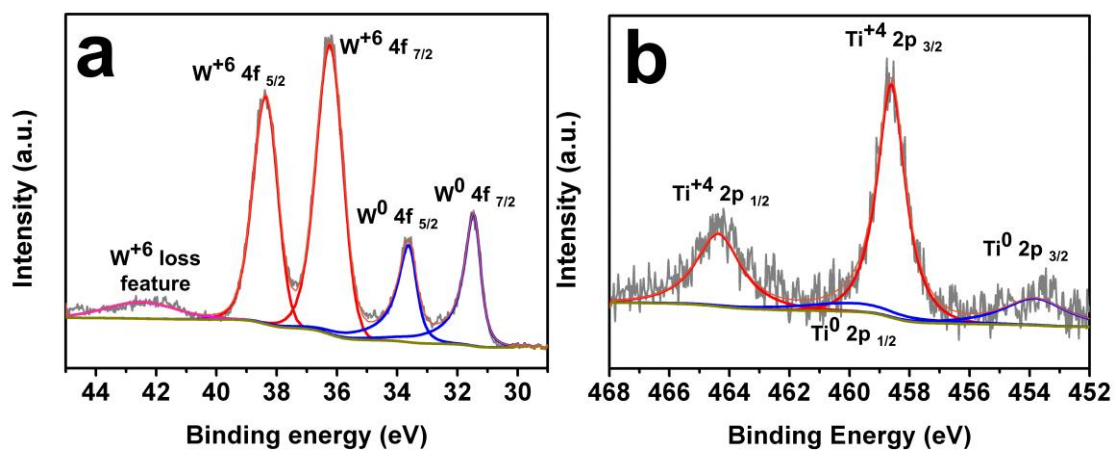 a
W+6 4f 7/2
W+6 4f 5/2
W0 4f 7/2
W0 4f 5/2
W+6 loss
feature
Intensity (a.u.)
44 42 40 38 36 34 32 30
Binding energy (eV)
b
Ti+4 2p 3/2
Ti+4 2p 1/2
Ti0 2p 3/2
Ti0 2p 1/2
Intensity (a.u.)
468 466 464 462 460 458 456 454 452
Binding Energy (eV)